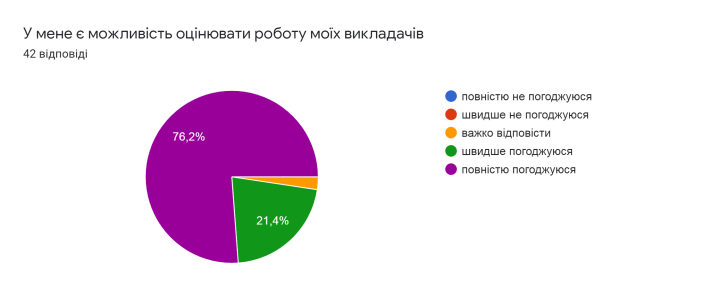 У мене є можливість оцінювати роботу моїх викладачів
42 відповіді
76,2%
21,4%
повністю не погоджуюся
швидше не погоджуюся
важко відповісти
швидше погоджуюся
повністю погоджуюся